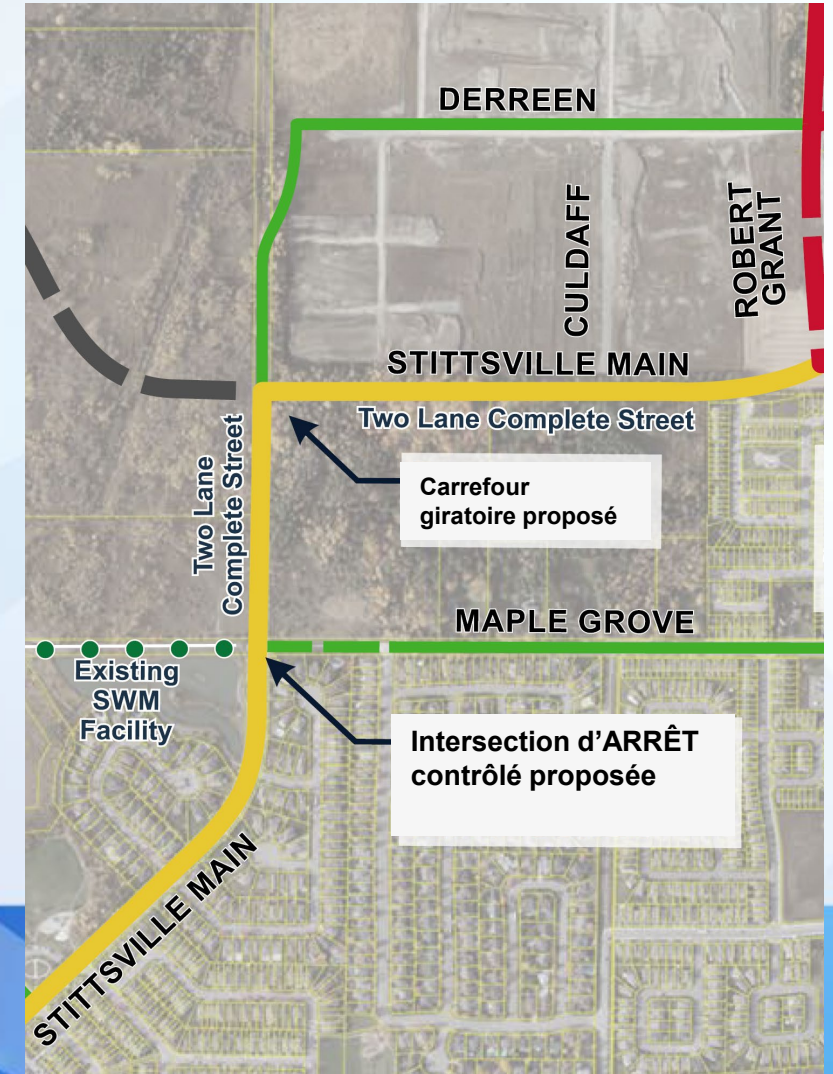 DERREEN
CULDAFF
ROBERT
GRANT
STITTSVILLE MAIN
Two Lane Complete Street
Two Lane
Complete Street
Carrefour
giratoire proposé
MAPLE GROVE
Existing
SWM
Facility
Intersection d'ARRÊT
contrôlé proposée
STITTSVILLE MAIN